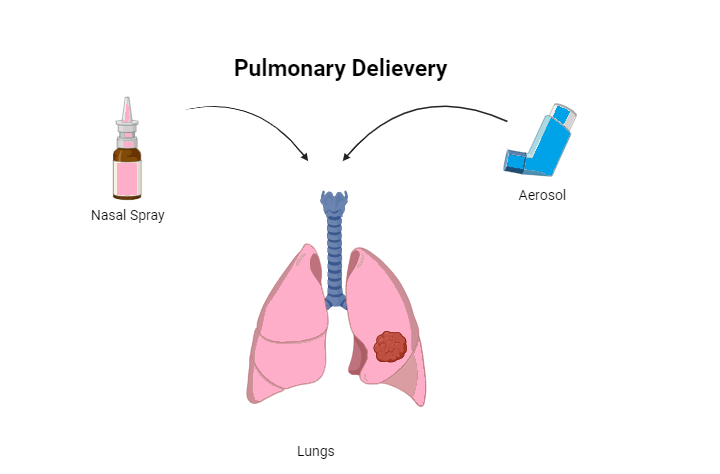 Pulmonary Delievery
Nasal Spray
Aerosol
Lungs